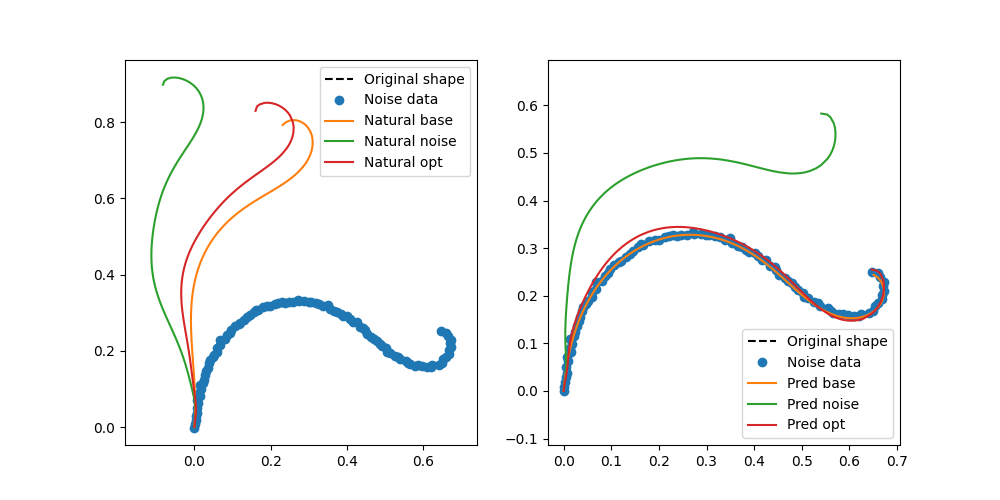 Original shape
Noise data
Natural base
Natural noise
Natural opt
0.8
0.6
0.4
0.2
0.0
0.0 0.2 0.4 0.6
0.6
0.5
0.4
0.3
0.2
0.1
0.0
−0.1
Original shape
Noise data
Pred base
Pred noise
Pred opt
0.0 0.1 0.2 0.3 0.4 0.5 0.6 0.7